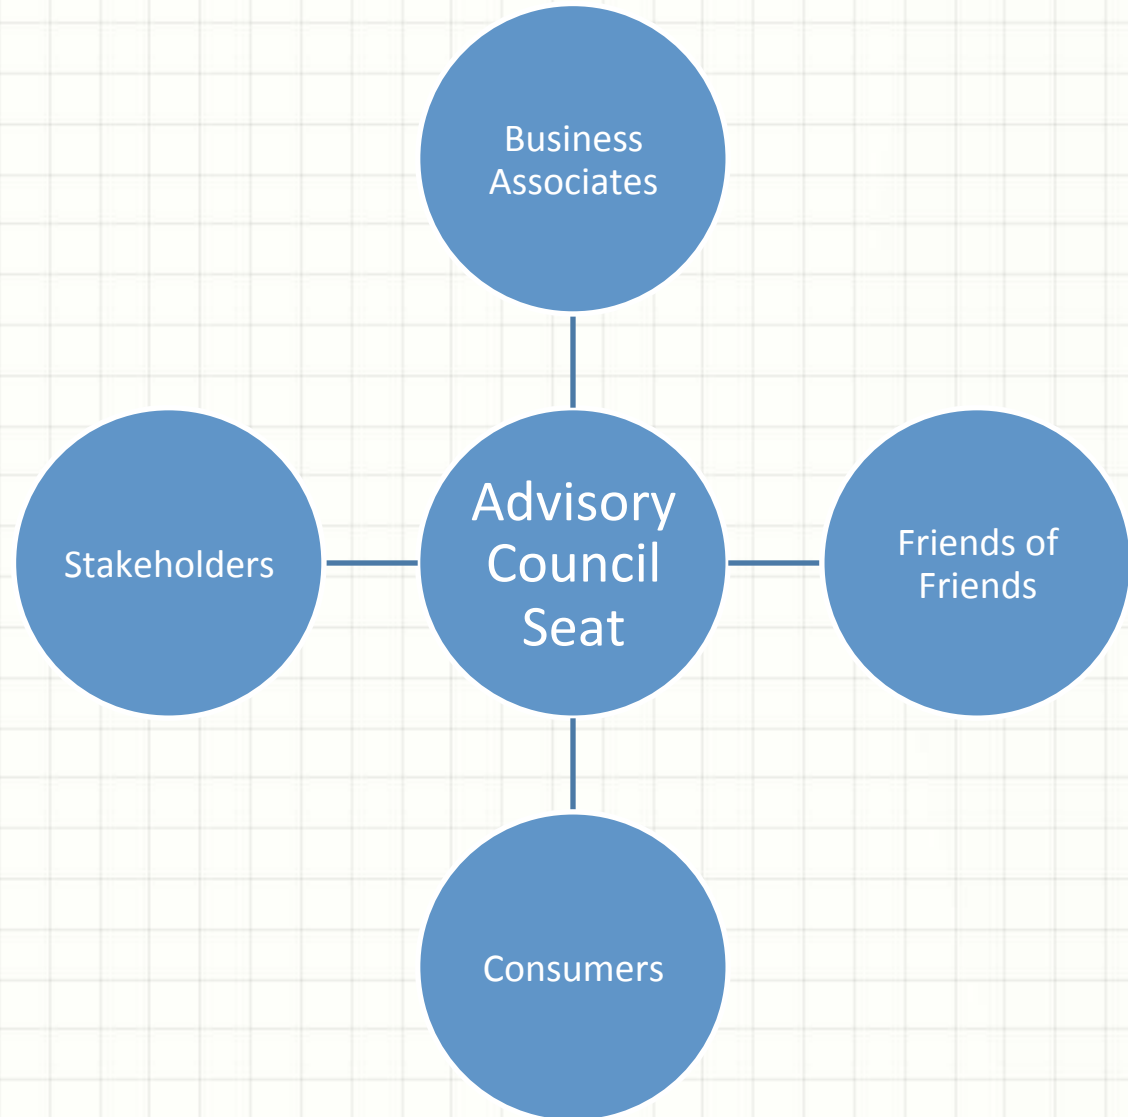 Business
Associates
Stakeholders
Advisory
Council
Seat
Friends of
Friends
Consumers